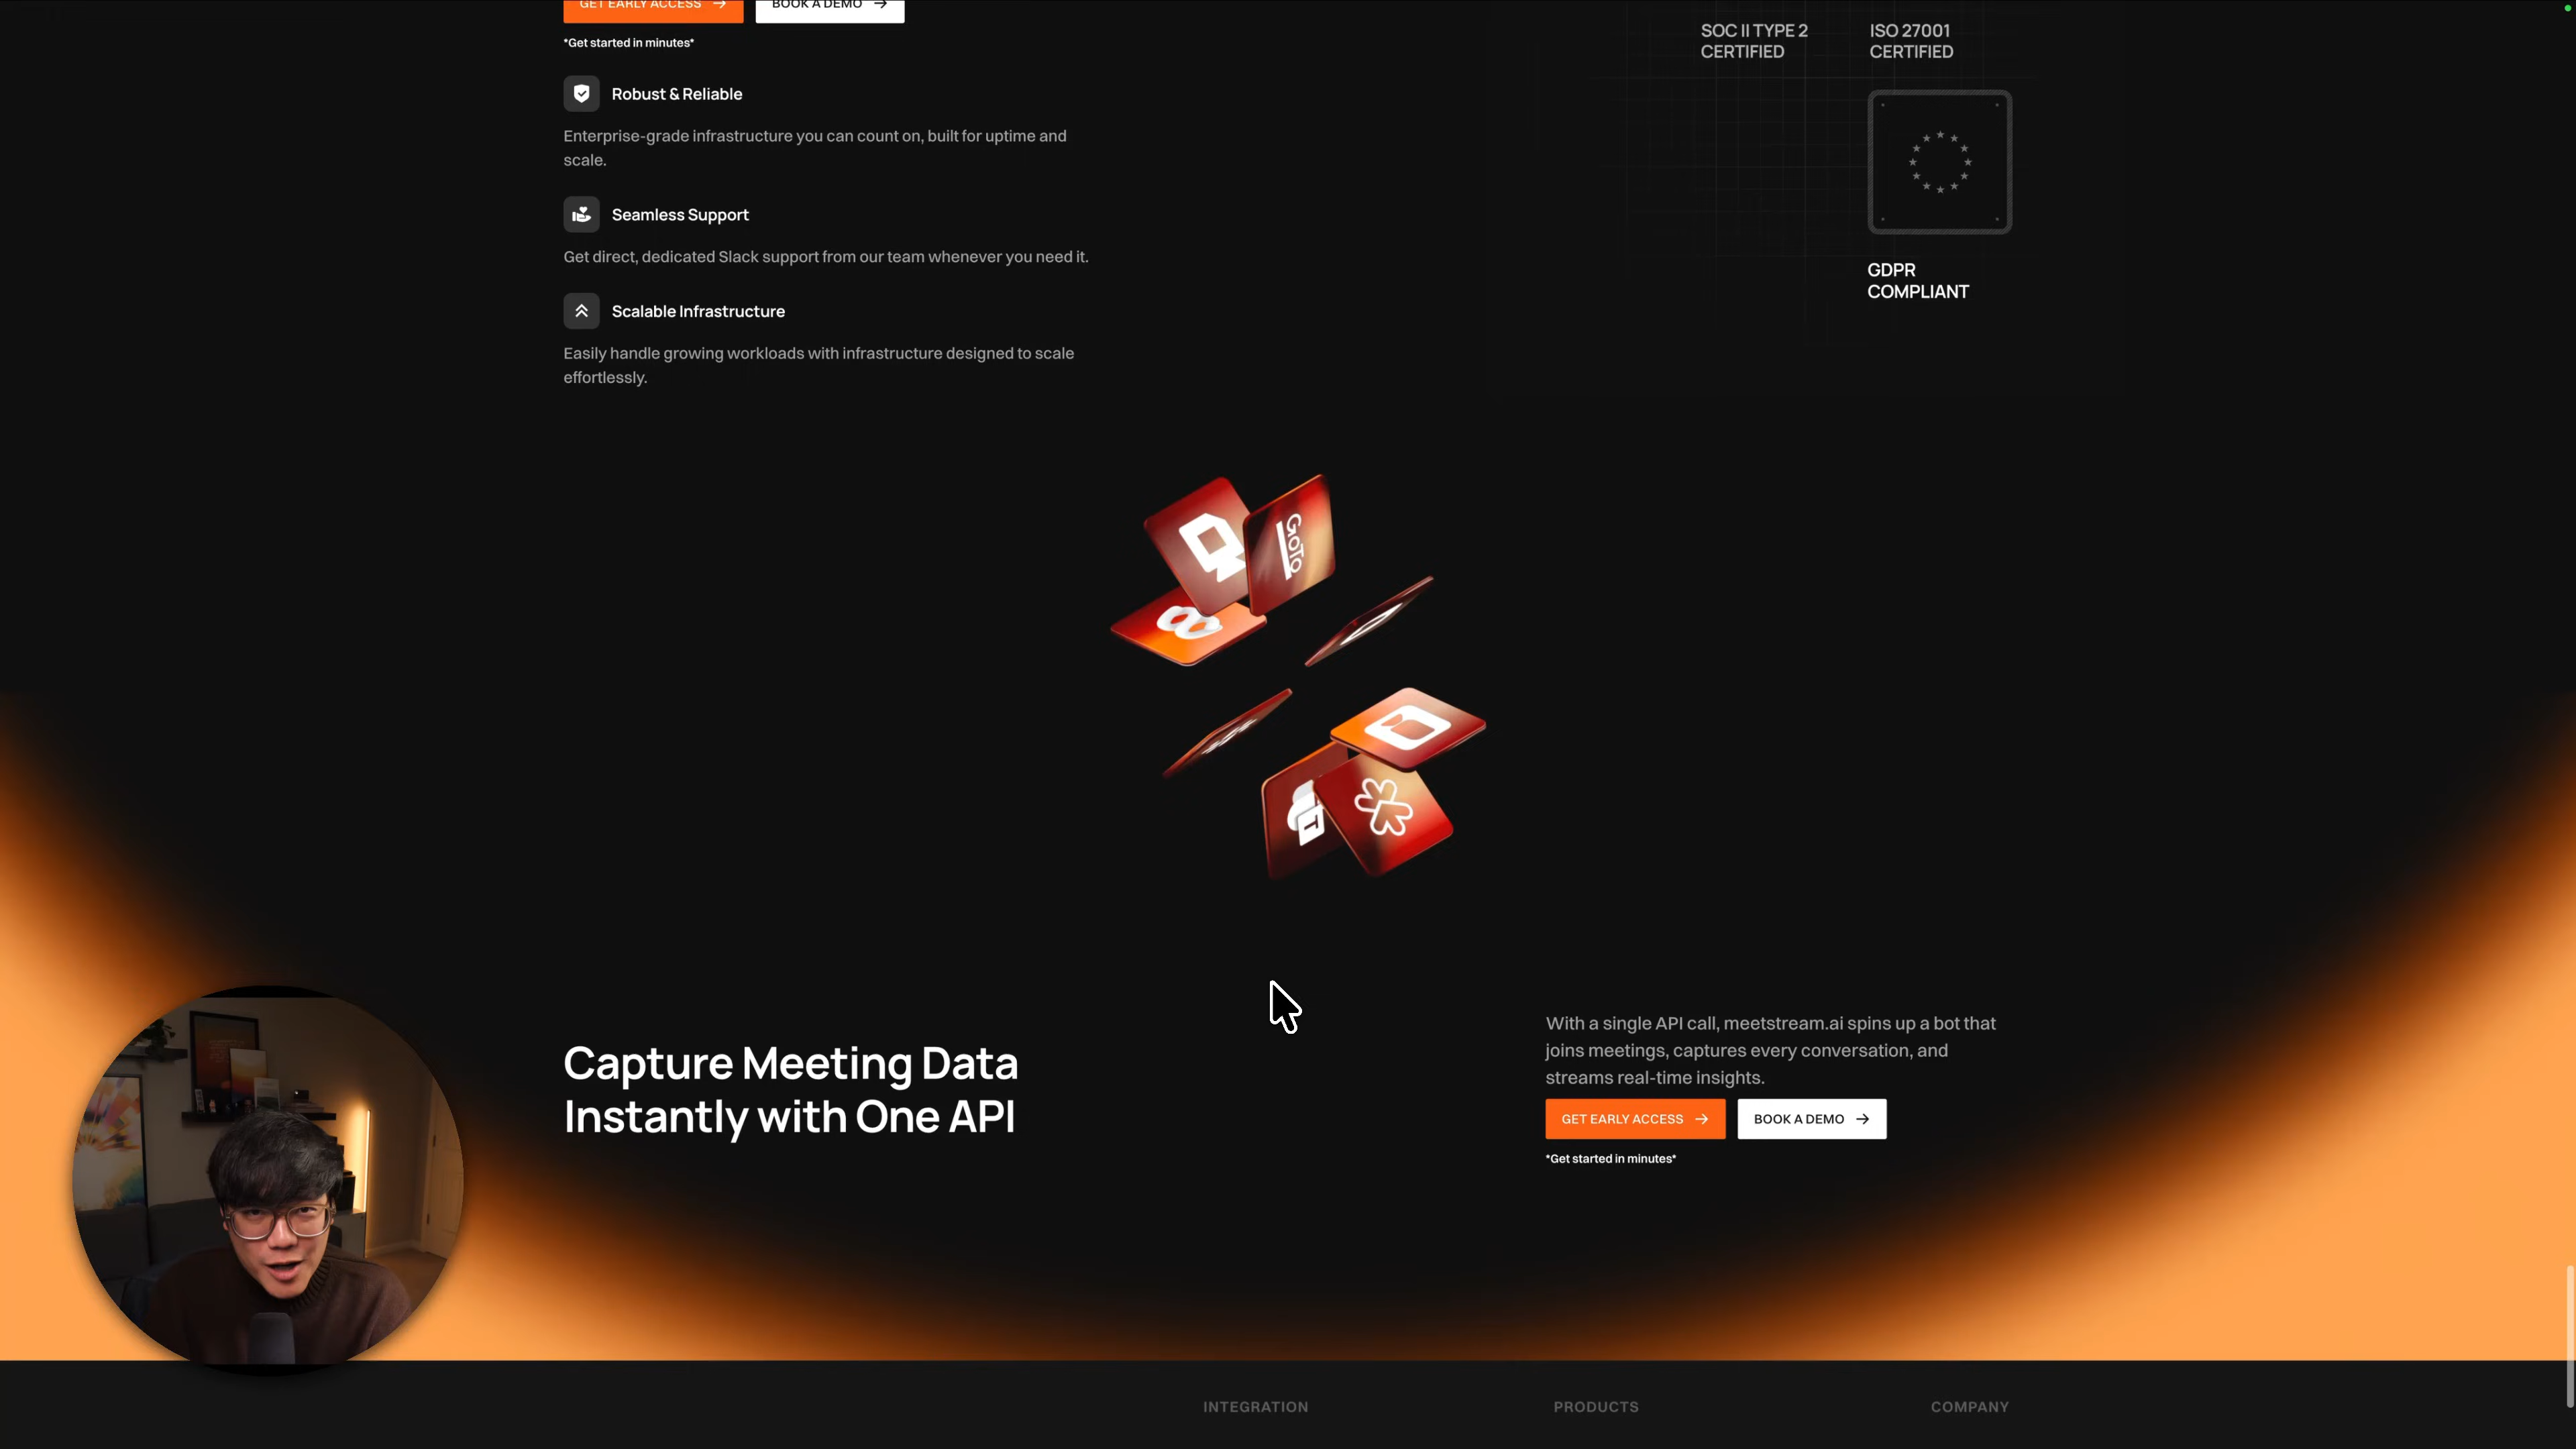 GET EARLY ACCESS →
BOOK A DEMO →
*Get started in minutes*
Robust & Reliable
Enterprise-grade infrastructure you can count on, built for uptime and
scale.
Seamless Support
Get direct, dedicated Slack support from our team whenever you need it.
Scalable Infrastructure
Easily handle growing workloads with infrastructure designed to scale
effortlessly.
SOC II TYPE 2
CERTIFIED
ISO 27001
CERTIFIED
GDPR
COMPLIANT
GoTo
T
Capture Meeting Data
Instantly with One API
With a single API call, meetstream.ai spins up a bot that
joins meetings, captures every conversation, and
streams real-time insights.
GET EARLY ACCESS →
BOOK A DEMO →
*Get started in minutes*
INTEGRATION
PRODUCTS
COMPANY